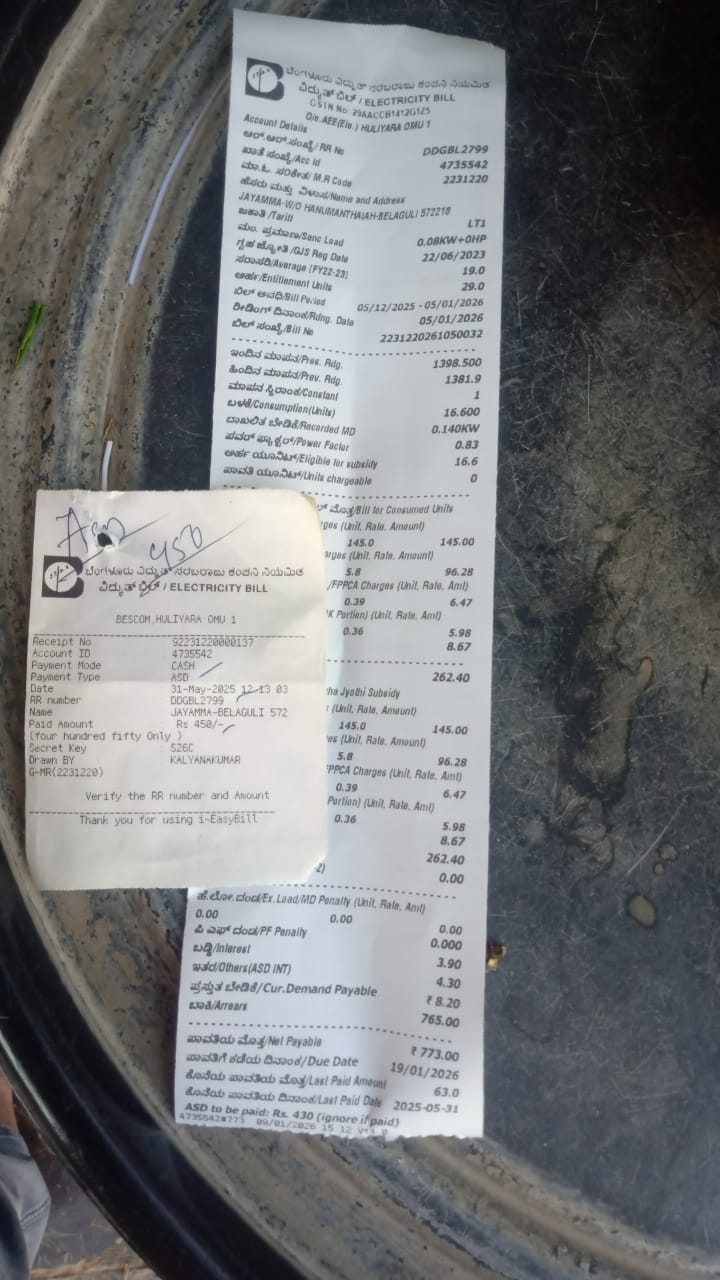 ಬೆಂಗಳೂರು ವಿದ್ಯುತ್ ಸರಬರಾಜು ಕಂಪನಿ ನಿಯಮಿತ
ವಿದ್ಯುತ್ ಬಿಲ್ / ELECTRICITY BILL
GSTN No: 29AACCB1412G1Z5
O/o.AEE(Ele.) HULIYARA OMU 1
Account Details
ಆರ್.ಆರ್.ಸಂಖ್ಯೆ/ RR No DDGBL2799
ಖಾತೆ ಸಂಖ್ಯೆ/Acc Id 4735542
ಮಾ.ಓ. ಸಂಕೇತ/ M.R Code 2231220
ಹೆಸರು ಮತ್ತು ವಿಳಾಸ/Name and Address
JAYAMMA-W/O HANUMANTHAIAH-BELAGULI 572218
ಜಕಾತಿ /Tariff LT1
ಮಂ. ಪ್ರಮಾಣ/Sanc Load 0.08KW+0HP
ಗೃಹ ಜ್ಯೋತಿ /GJS Reg Date 22/06/2023
ಸರಾಸರಿ/Average [FY22-23] 19.0
ಅರ್ಹ/Entitlement Units 29.0
ಬಿಲ್ ಅವಧಿ/Bill Period 05/12/2025 - 05/01/2026
ರೀಡಿಂಗ್ ದಿನಾಂಕ/Rdng. Date 05/01/2026
ಬಿಲ್ ಸಂಖ್ಯೆ/Bill No 2231220261050032
ಇಂದಿನ ಮಾಪನ/Pres. Rdg. 1398.500
ಹಿಂದಿನ ಮಾಪನ/Prev. Rdg. 1381.9
ಮಾಪನ ಸ್ಥಿರಾಂಕ/Constant 1
ಬಳಕೆ/Consumption(Units) 16.600
ದಾಖಲಿತ ಬೇಡಿಕೆ/Recorded MD 0.140KW
ಪವರ್ ಫ್ಯಾಕ್ಟರ್/Power Factor 0.83
ಅರ್ಹ ಯೂನಿಟ್/Eligible for subsidy 16.6
ಪಾವತಿ ಯೂನಿಟ್/Units chargeable 0
ಮೊತ್ತ/Bill for Consumed Units
(Unit, Rate, Amount)
145.0 145.00
(Unit, Rate, Amount)
5.8 96.28
/FPPCA Charges (Unit, Rate, Amt)
0.39 6.47
Portion) (Unit, Rate, Amt)
0.36 5.98
8.67
262.40
Jyothi Subsidy
(Unit, Rate, Amount)
145.0 145.00
(Unit, Rate, Amount)
5.8 96.28
FPPCA Charges (Unit, Rate, Amt)
0.39 6.47
Portion) (Unit, Rate, Amt)
0.36 5.98
8.67
262.40
0.00
ಹೆ.ಲೋ.ದಂಡ/Ex.Load/MD Penalty (Unit, Rate, Amt)
0.00 0.00 0.00
ಪಿ ಎಫ್ ದಂಡ/PF Penalty 0.000
ಬಡ್ಡಿ/Interest 3.90
ಇತರ/Others(ASD INT) 4.30
ಪ್ರಸ್ತುತ ಬೇಡಿಕೆ/Cur.Demand Payable ₹ 8.20
ಬಾಕಿ/Arrears 765.00
ಪಾವತಿಯ ಮೊತ್ತ/Net Payable ₹ 773.00
ಪಾವತಿಗೆ ಕಡೆಯ ದಿನಾಂಕ/Due Date 19/01/2026
ಕೊನೆಯ ಪಾವತಿಯ ಮೊತ್ತ/Last Paid Amount 63.0
ಕೊನೆಯ ಪಾವತಿಯ ದಿನಾಂಕ/Last Paid Date 2025-05-31
ASD to be paid: Rs. 430 (ignore if paid)
4735542#773 09/01/2026 15 12
ASD
450
ಬೆಂಗಳೂರು ವಿದ್ಯುತ್ ಸರಬರಾಜು ಕಂಪನಿ ನಿಯಮಿತ
ವಿದ್ಯುತ್ ಬಿಲ್ / ELECTRICITY BILL
BESCOM,HULIYARA OMU 1
Receipt No 92231220000137
Account ID 4735542
Payment Mode CASH
Payment Type ASD
Date 31-May-2025 12 13 03
RR number DDGBL2799
Name JAYAMMA-BELAGULI 572
Paid Amount : Rs 450/-
(four hundred fifty Only )
Secret Key : S26C
Drawn BY KALYANAKUMAR
G-MR(2231220)
Verify the RR number and Amount
Thank you for using i-EasyBill